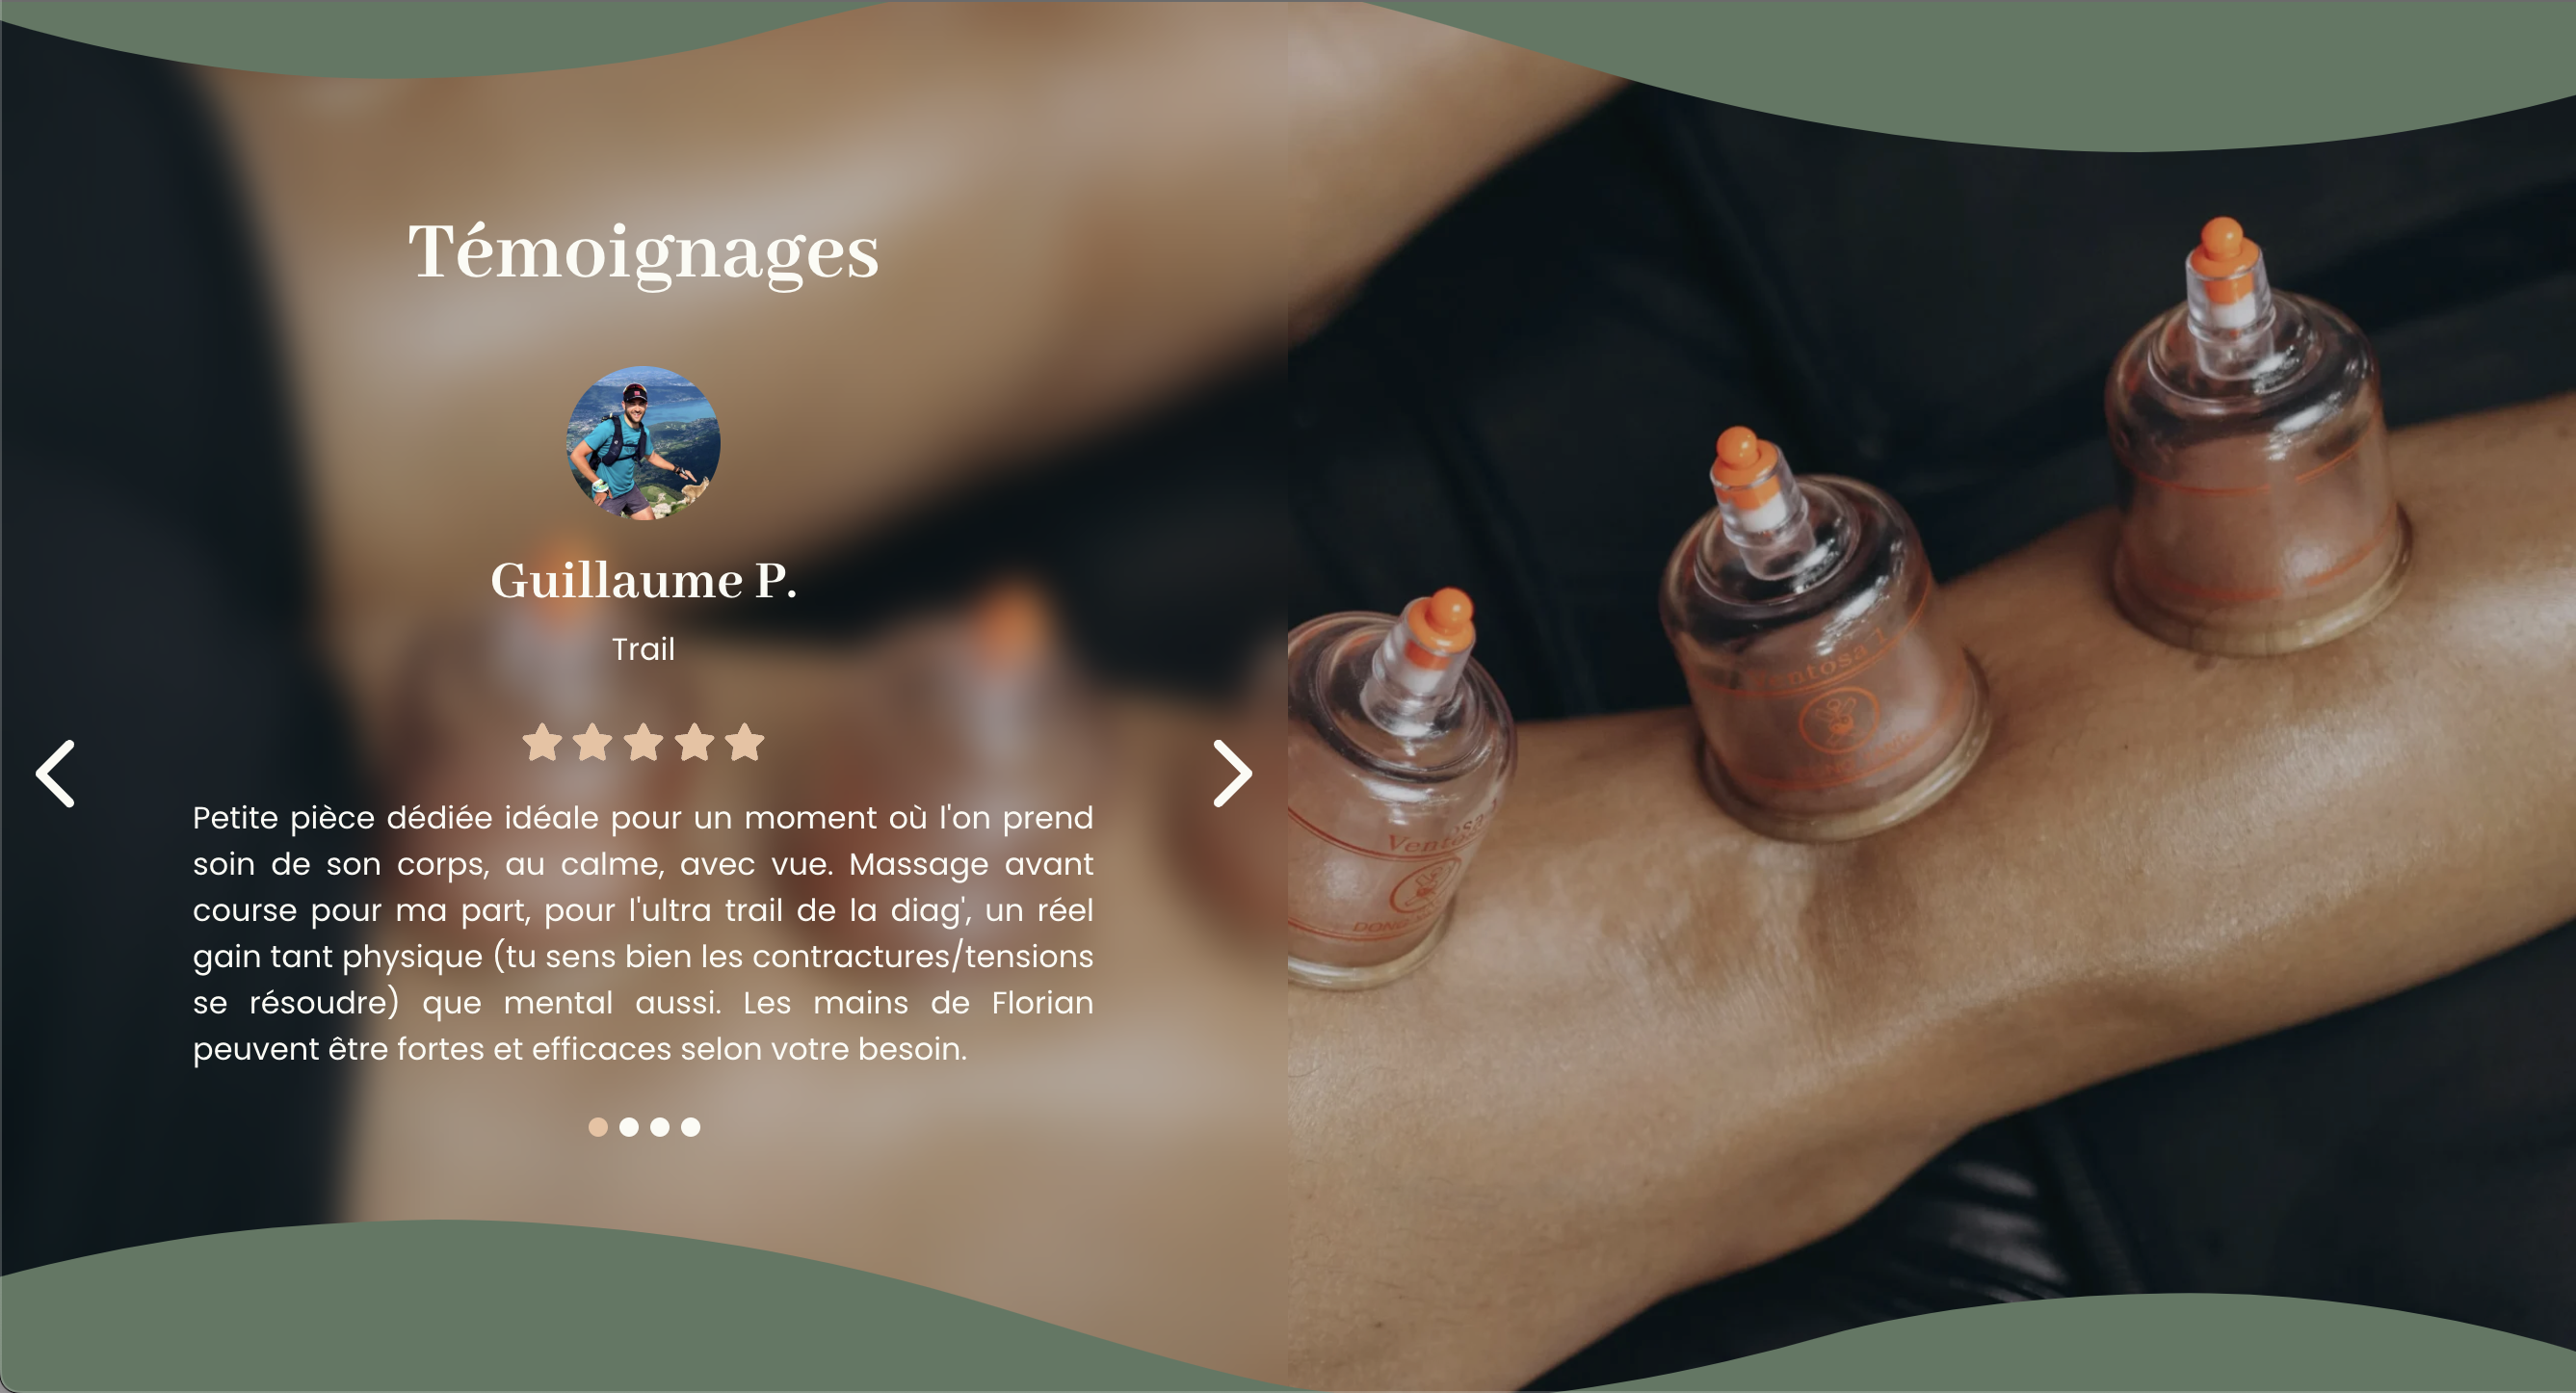 Témoignages
Guillaume P.
Trail
Petite pièce dédiée idéale pour un moment où l'on prend
soin de son corps, au calme, avec vue. Massage avant
course pour ma part, pour l'ultra trail de la diag', un réel
gain tant physique (tu sens bien les contractures/tensions
se résoudre) que mental aussi. Les mains de Florian
peuvent être fortes et efficaces selon votre besoin.
Ventosa